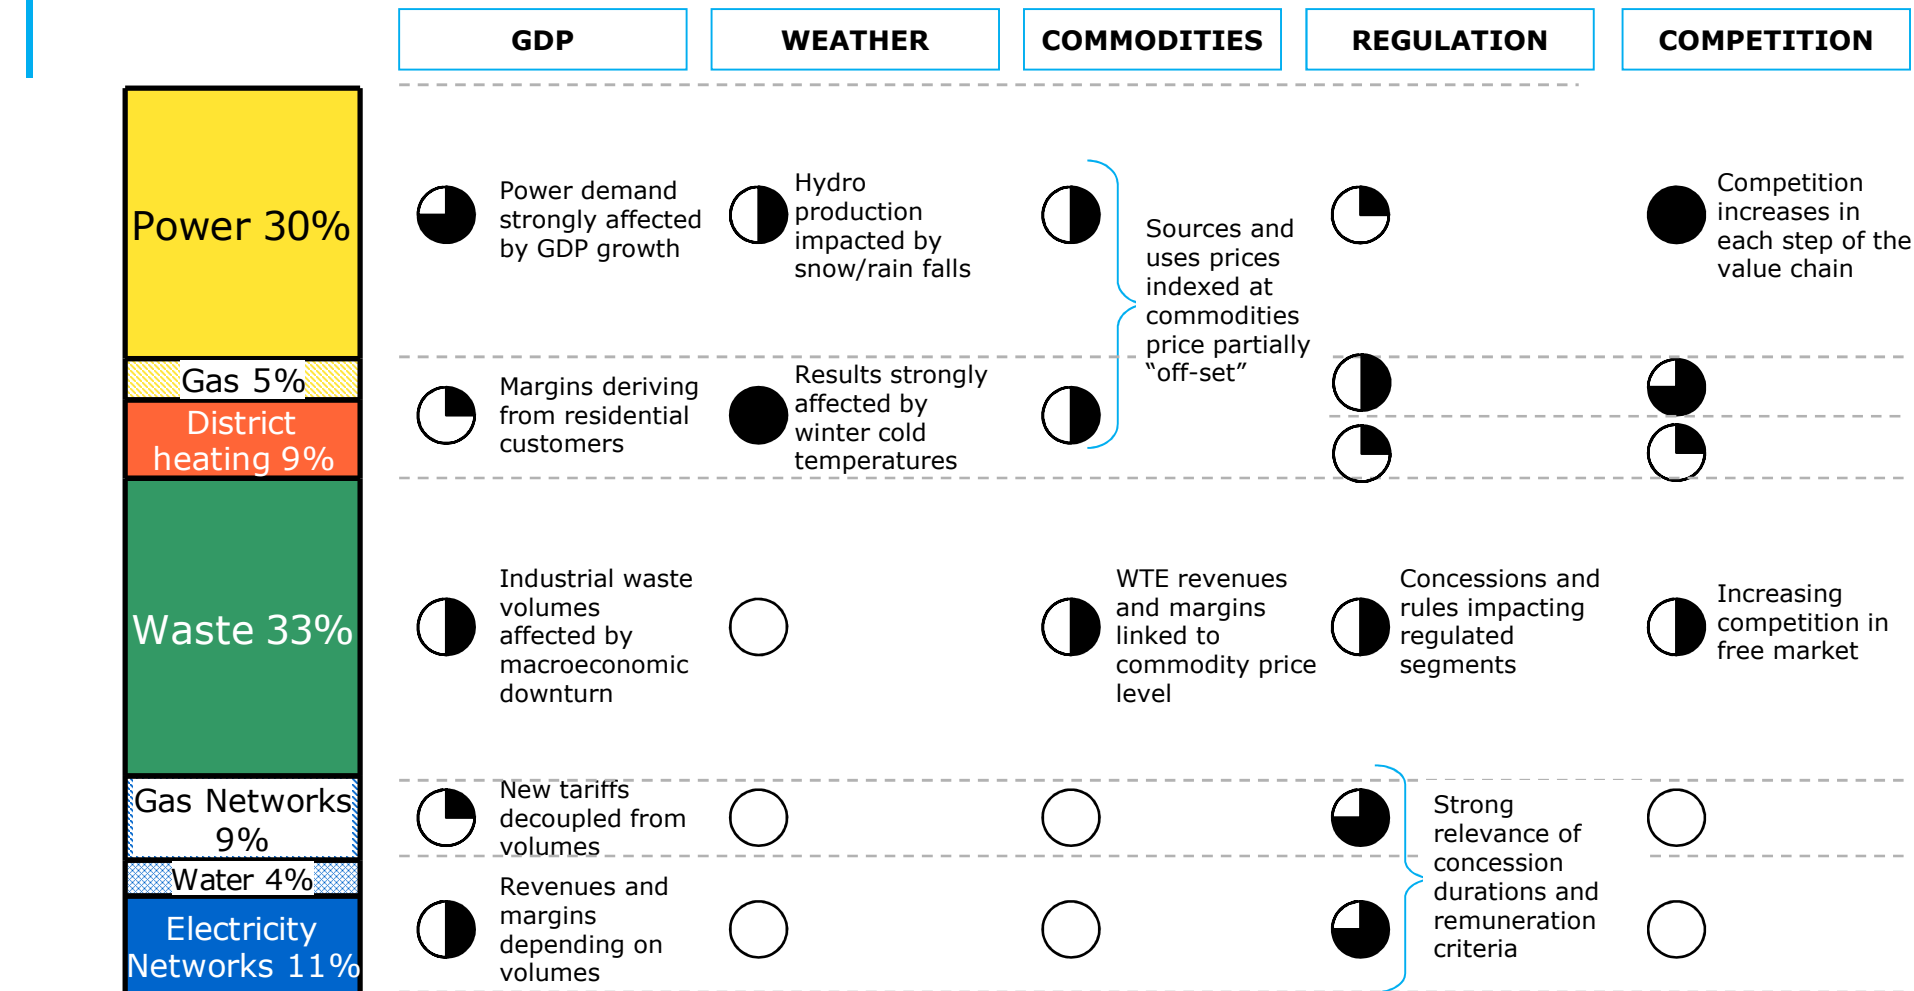 GDP
WEATHER
COMMODITIES
REGULATION
COMPETITION
Power 30%
Power demand
strongly affected
by GDP growth
Hydro
production
impacted by
snow/rain falls
Sources and
uses prices
indexed at
commodities
price partially
“off-set”
Competition
increases in
each step of the
value chain
Gas 5%
District
heating 9%
Margins deriving
from residential
customers
Results strongly
affected by
winter cold
temperatures
Waste 33%
Industrial waste
volumes
affected by
macroeconomic
downturn
WTE revenues
and margins
linked to
commodity price
level
Concessions and
rules impacting
regulated
segments
Increasing
competition in
free market
Gas Networks
9%
New tariffs
decoupled from
volumes
Strong
relevance of
concession
durations and
remuneration
criteria
Water 4%
Electricity
Networks 11%
Revenues and
margins
depending on
volumes